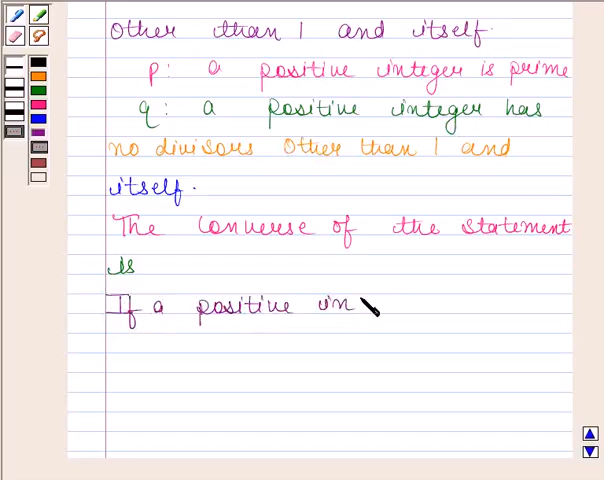 Other than 1 and itself.
p: a positive integer is prime
q: a positive integer has
no divisors Other than 1 and
itself.
The Converse of the statement
is
If a positive in